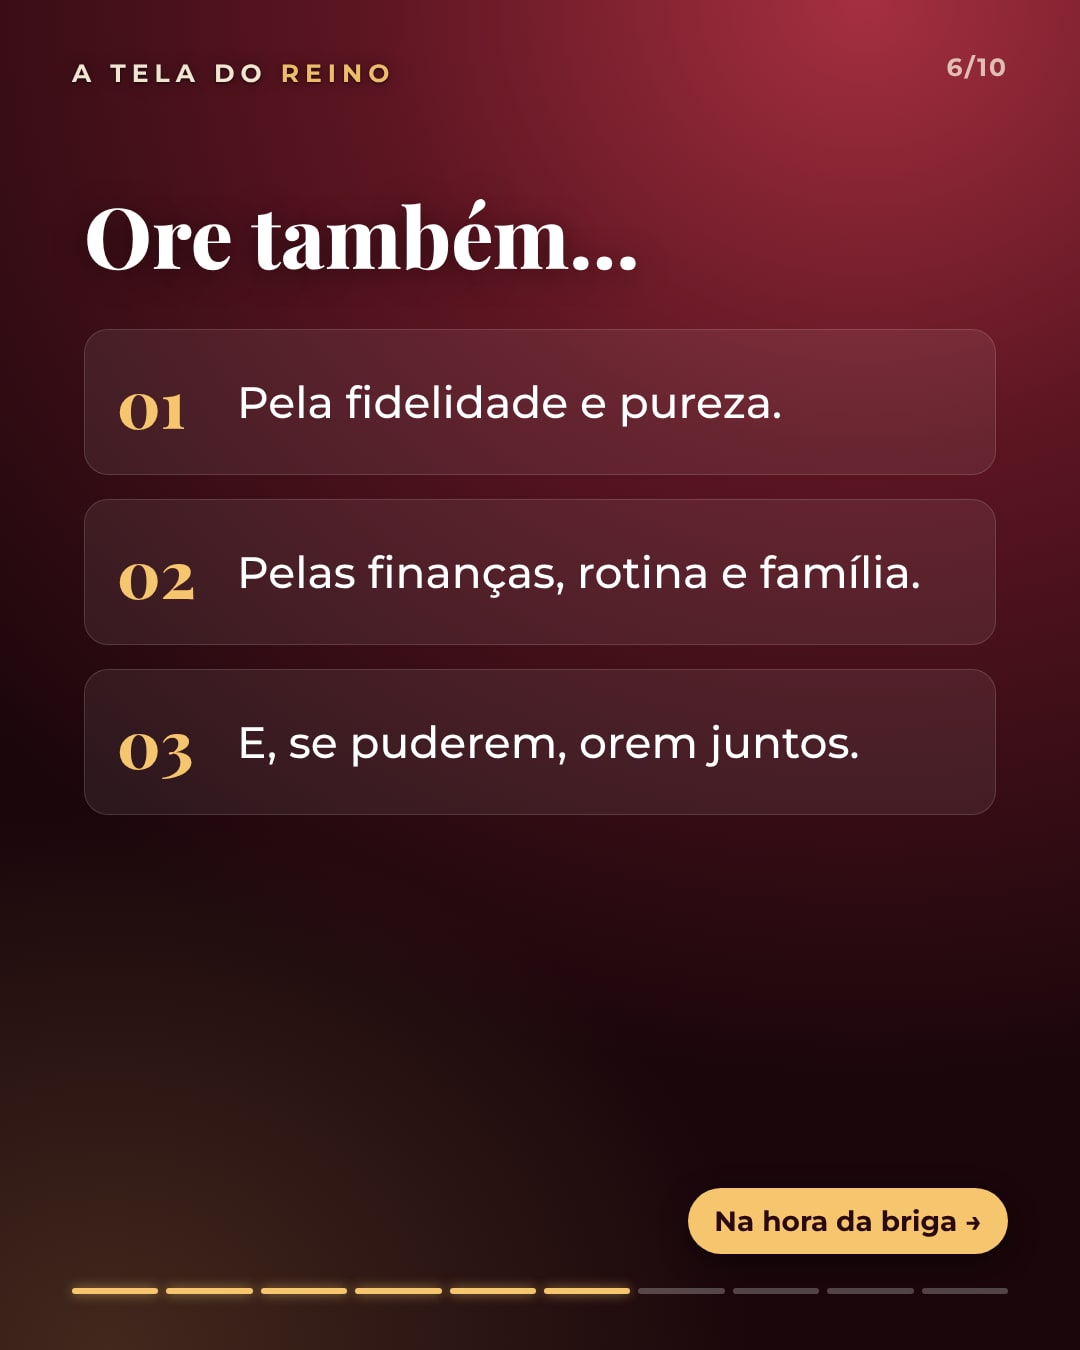 A TELA DO REINO
6/10
Ore também...
01 Pela fidelidade e pureza.
02 Pelas finanças, rotina e família.
03 E, se puderem, orem juntos.
Na hora da briga →